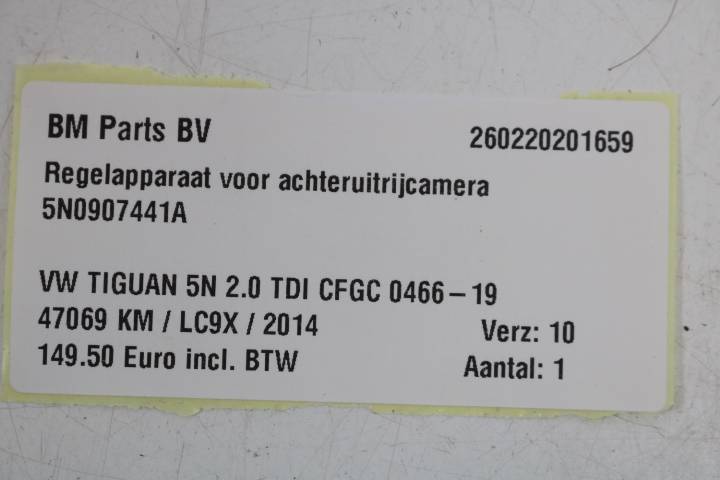 BM Parts BV 260220201659
Regelapparaat voor achteruitrijcamera
5N0907441A
VW TIGUAN 5N 2.0 TDI CFGC 0466-19
47069 KM / LC9X / 2014 Verz: 10
149.50 Euro incl. BTW Aantal: 1